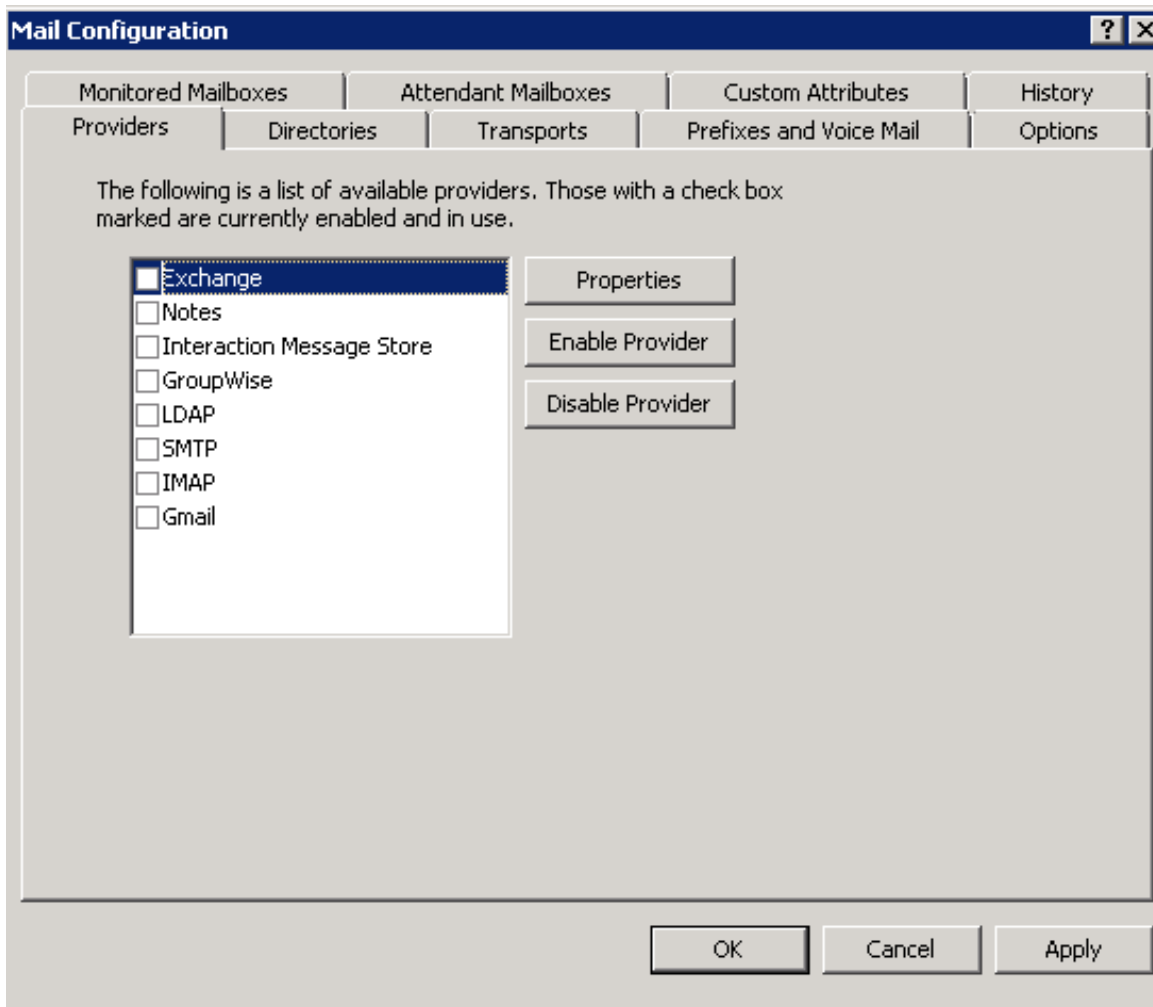 Mail Configuration
Monitored Mailboxes
Attendant Mailboxes
Custom Attributes
History
Providers
Directories
Transports
Prefixes and Voice Mail
Options
The following is a list of available providers. Those with a check box
marked are currently enabled and in use.
Exchange
Notes
Interaction Message Store
GroupWise
LDAP
SMTP
IMAP
Gmail
Properties
Enable Provider
Disable Provider
OK
Cancel
Apply